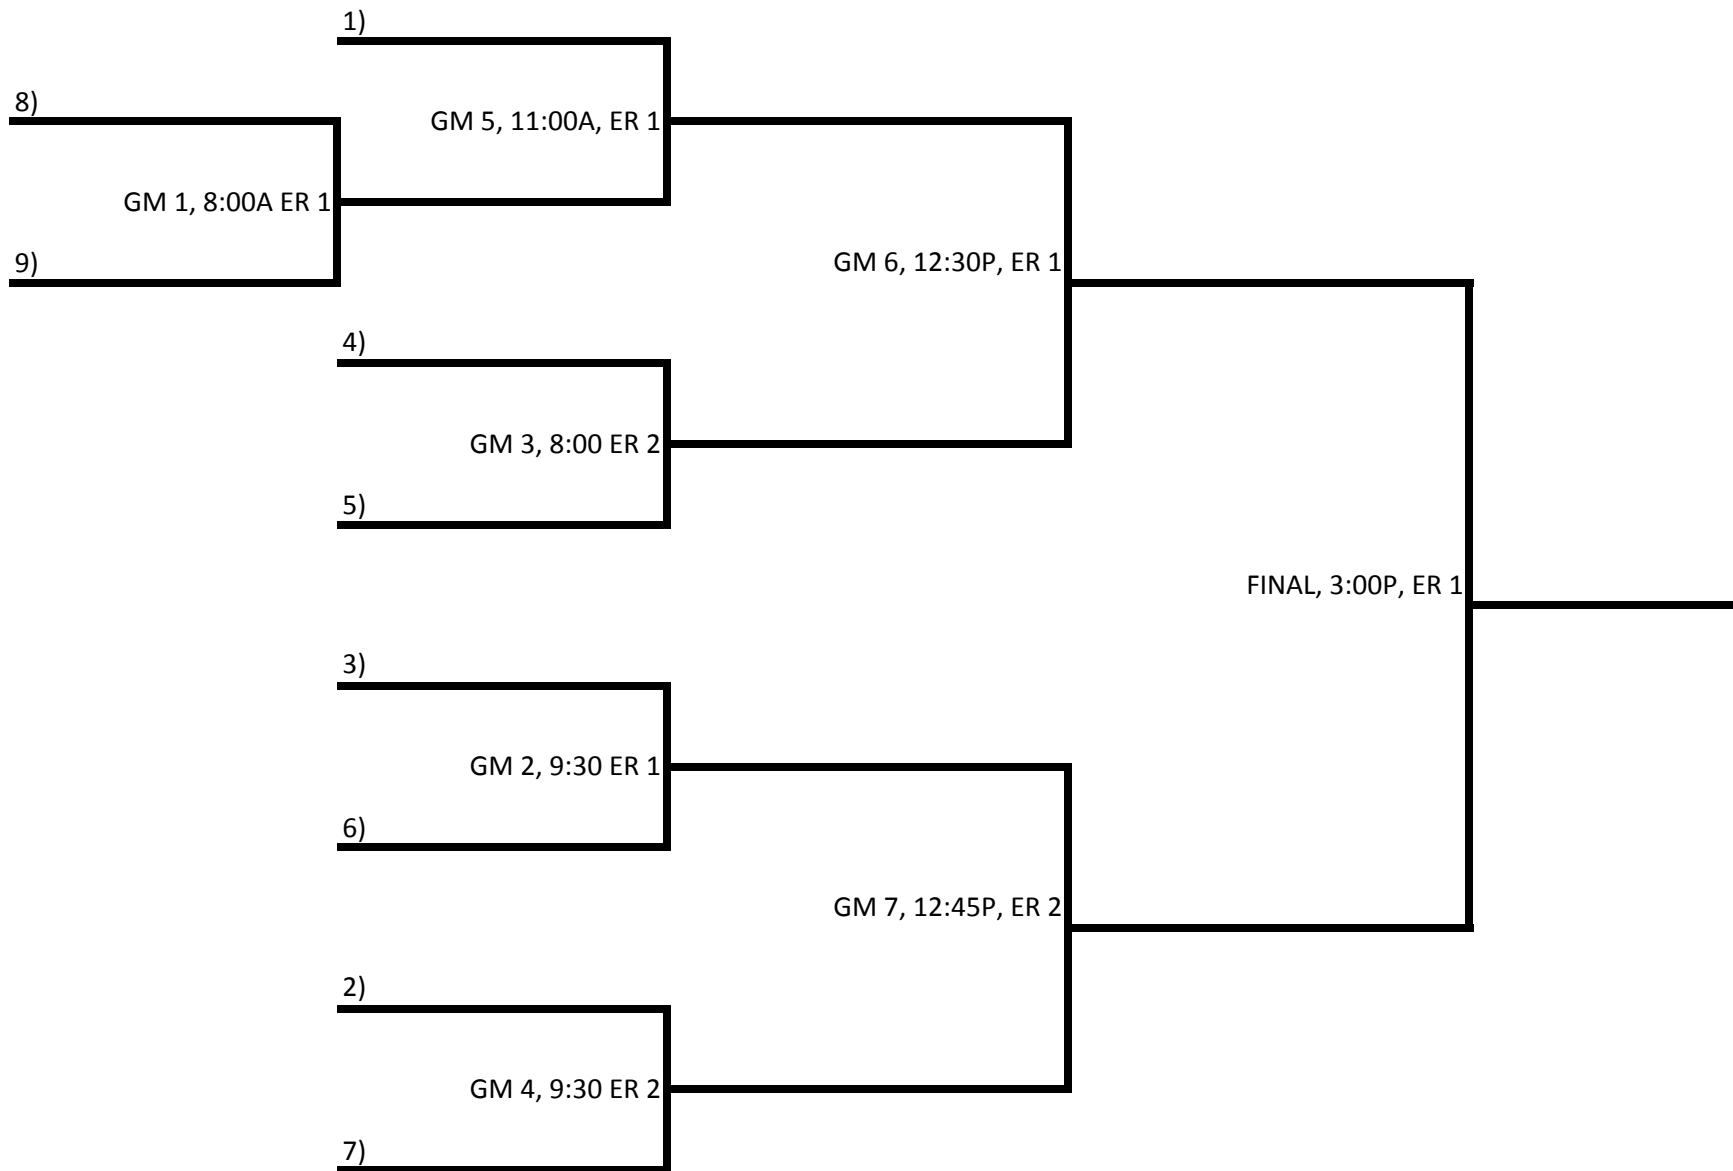 1)
8)
GM 5, 11:00A, ER 1
GM 1, 8:00A ER 1
9)
GM 6, 12:30P, ER 1
4)
GM 3, 8:00 ER 2
5)
FINAL, 3:00P, ER 1
3)
GM 2, 9:30 ER 1
6)
GM 7, 12:45P, ER 2
2)
GM 4, 9:30 ER 2
7)